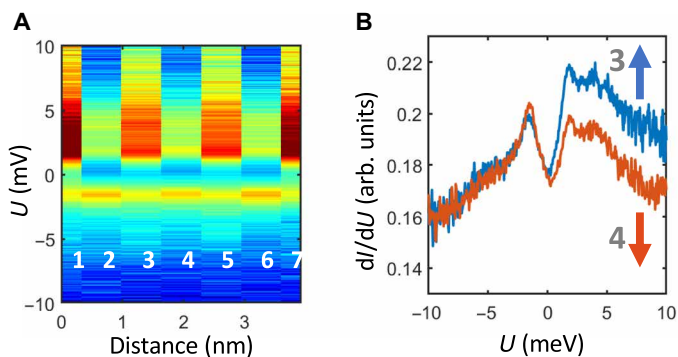 A
B
10
5
0
−5
−10
U (mV)
1 2 3 4 5 6 7
0 1 2 3
Distance (nm)
0.22
0.2
0.18
0.16
0.14
dI/dU (arb. units)
3
4
−10 −5 0 5 10
U (meV)